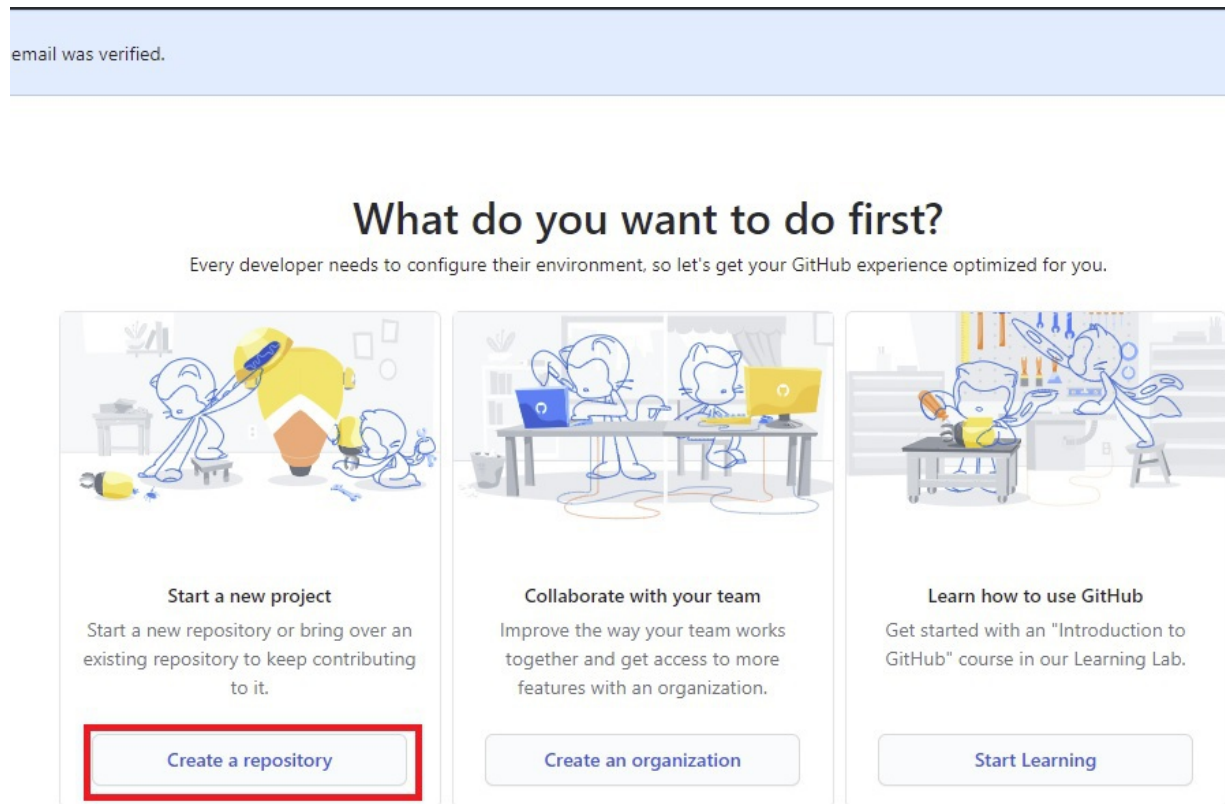 email was verified.
What do you want to do first?
Every developer needs to configure their environment, so let's get your GitHub experience optimized for you.
Start a new project
Start a new repository or bring over an
existing repository to keep contributing
to it.
Create a repository
Collaborate with your team
Improve the way your team works
together and get access to more
features with an organization.
Create an organization
Learn how to use GitHub
Get started with an "Introduction to
GitHub" course in our Learning Lab.
Start Learning